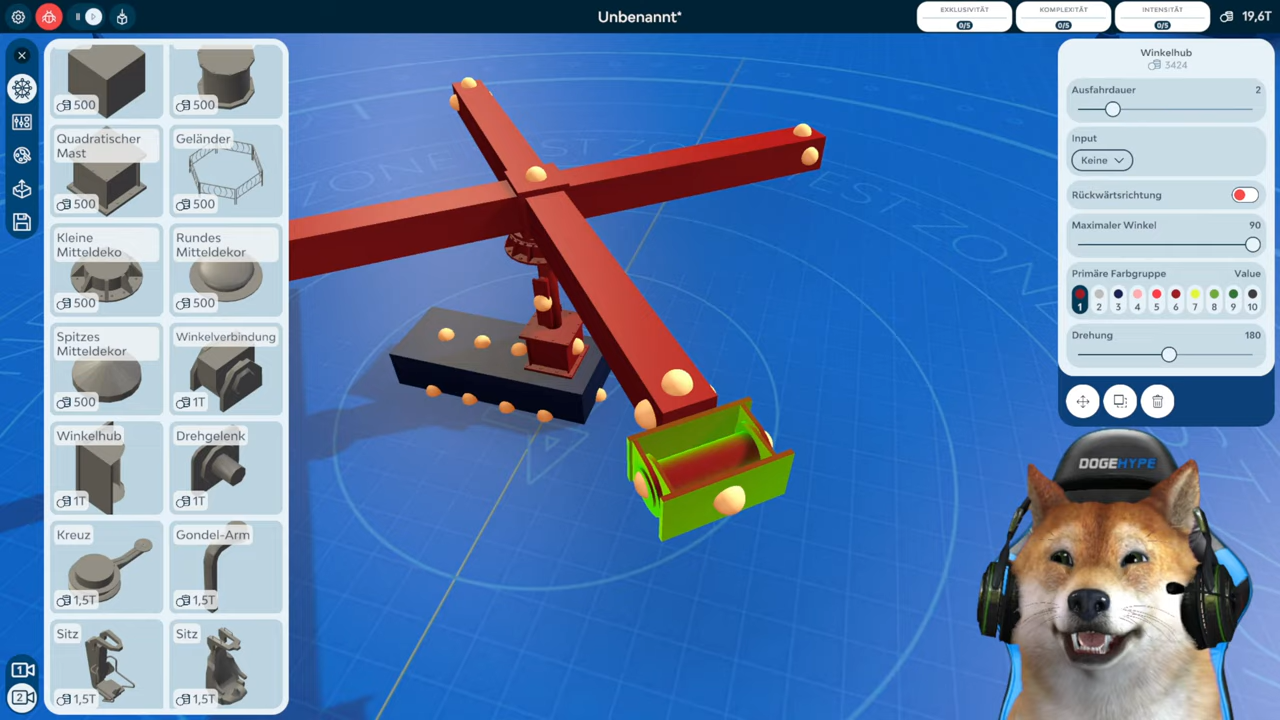 Unbenannt*
EXKLUSIVITÄT
0/5
KOMPLEXITÄT
0/5
INTENSITÄT
0/5
19,6T
500
500
Quadratischer
Mast
500
Geländer
500
Kleine
Mitteldeko
500
Rundes
Mitteldekor
500
Spitzes
Mitteldekor
500
Winkelverbindung
1T
Winkelhub
1T
Drehgelenk
1T
Kreuz
1,5T
Gondel-Arm
1,5T
Sitz
1,5T
Sitz
1,5T
1
2
Winkelhub
3424
Ausfahrdauer 2
Input
Keine
Rückwärtsrichtung
Maximaler Winkel 90
Primäre Farbgruppe Value
1 2 3 4 5 6 7 8 9 10
Drehung 180
DOGEHYPE